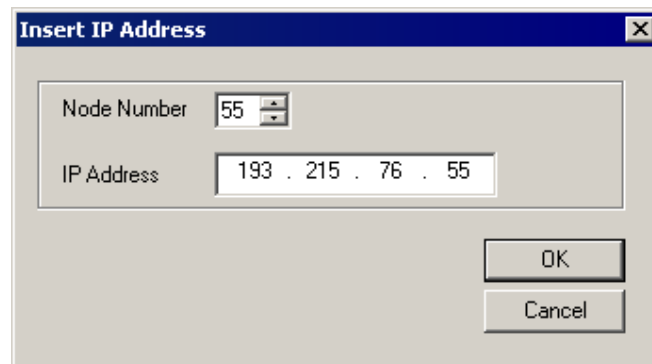 Insert IP Address
Node Number 55
IP Address 193 . 215 . 76 . 55
OK
Cancel